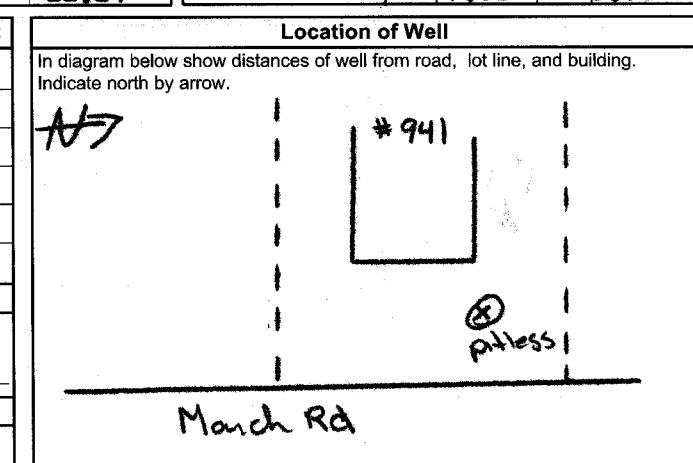 Location of Well
In diagram below show distances of well from road, lot line, and building.
Indicate north by arrow.
N
# 941
pitless
March Rd